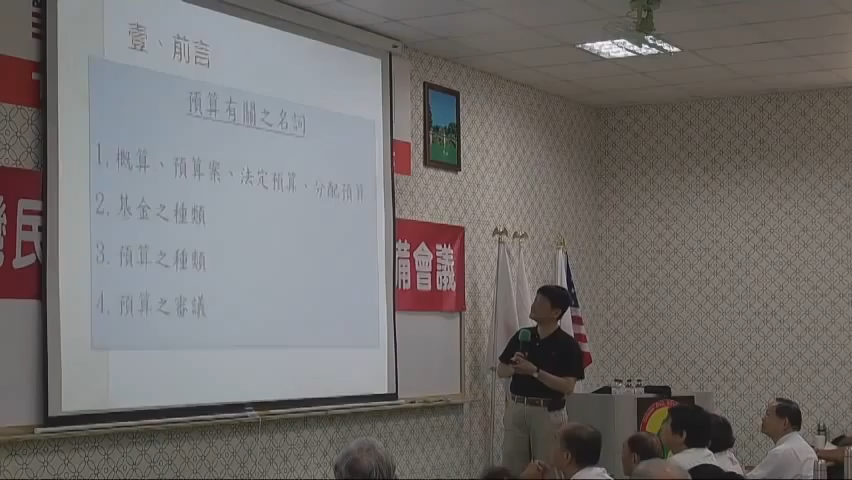 壹、前言
預算有關之名詞
1.概算、預算案、法定預算、分配預算
2.基金之種類
3.預算之種類
4.預算之審議
灣民
備會議